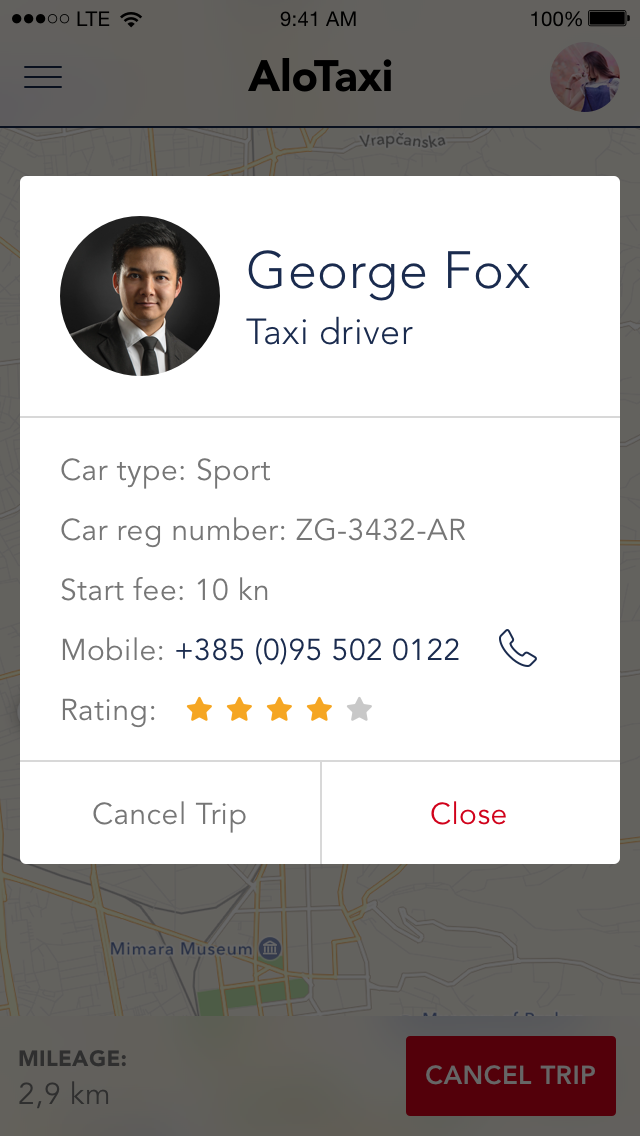 LTE 9:41 AM 100%
AloTaxi
Vrapčanska
George Fox
Taxi driver
Car type: Sport
Car reg number: ZG-3432-AR
Start fee: 10 kn
Mobile: +385 (0)95 502 0122
Rating:
Cancel Trip Close
Mimara Museum
MILEAGE:
2,9 km
CANCEL TRIP